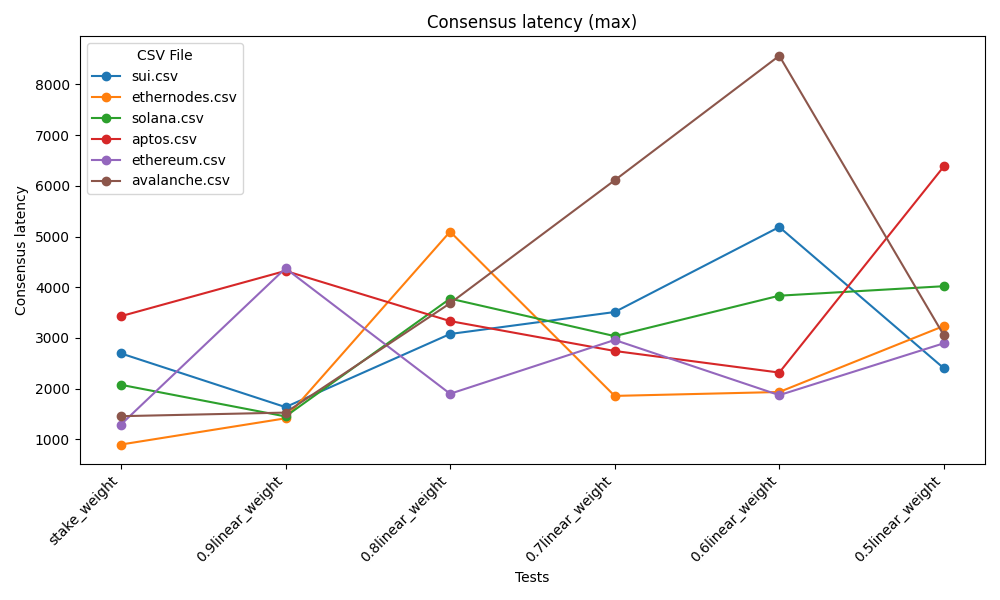 Consensus latency (max)
CSV File
sui.csv
ethernodes.csv
solana.csv
aptos.csv
ethereum.csv
avalanche.csv
Consensus latency
8000
7000
6000
5000
4000
3000
2000
1000
stake_weight
0.9linear_weight
0.8linear_weight
0.7linear_weight
0.6linear_weight
0.5linear_weight
Tests